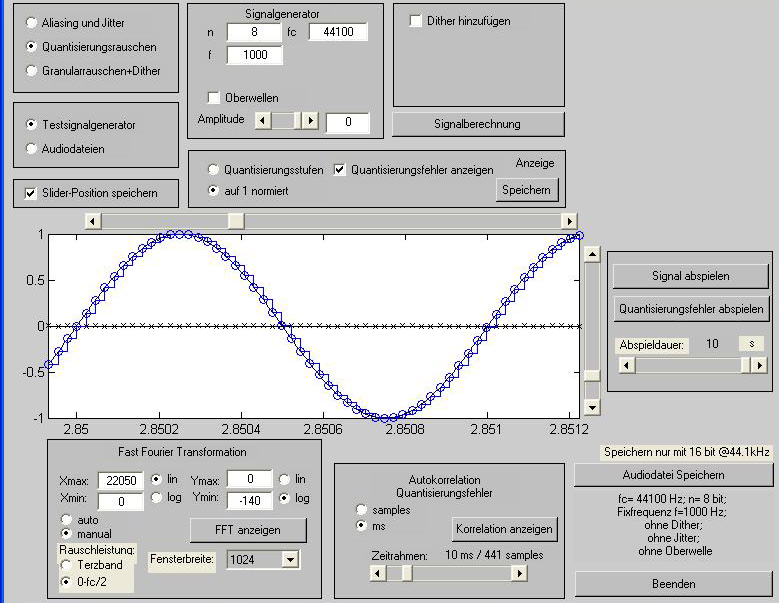 Aliasing und Jitter
Quantisierungsrauschen
Granularrauschen+Dither
Testsignalgenerator
Audiodateien
Slider-Position speichern
Signalgenerator
n 8 fc 44100
f 1000
Oberwellen
Amplitude 0
Dither hinzufügen
Signalberechnung
Quantisierungsstufen Quantisierungsfehler anzeigen Anzeige
auf 1 normiert Speichern
1
0.5
0
-0.5
-1
2.85 2.8502 2.8504 2.8506 2.8508 2.851 2.8512
Signal abspielen
Quantisierungsfehler abspielen
Abspieldauer: 10 s
Fast Fourier Transformation
Xmax: 22050 lin Ymax: 0 lin
Xmin: 0 log Ymin: -140 log
auto
manual
FFT anzeigen
Rauschleistung:
Terzband
0-fc/2
Fensterbreite: 1024
Autokorrelation
Quantisierungsfehler
samples
ms
Korrelation anzeigen
Zeitrahmen: 10 ms / 441 samples
Speichern nur mit 16 bit @44.1kHz
Audiodatei Speichern
fc= 44100 Hz; n= 8 bit;
Fixfrequenz f=1000 Hz;
ohne Dither;
ohne Jitter;
ohne Oberwelle
Beenden